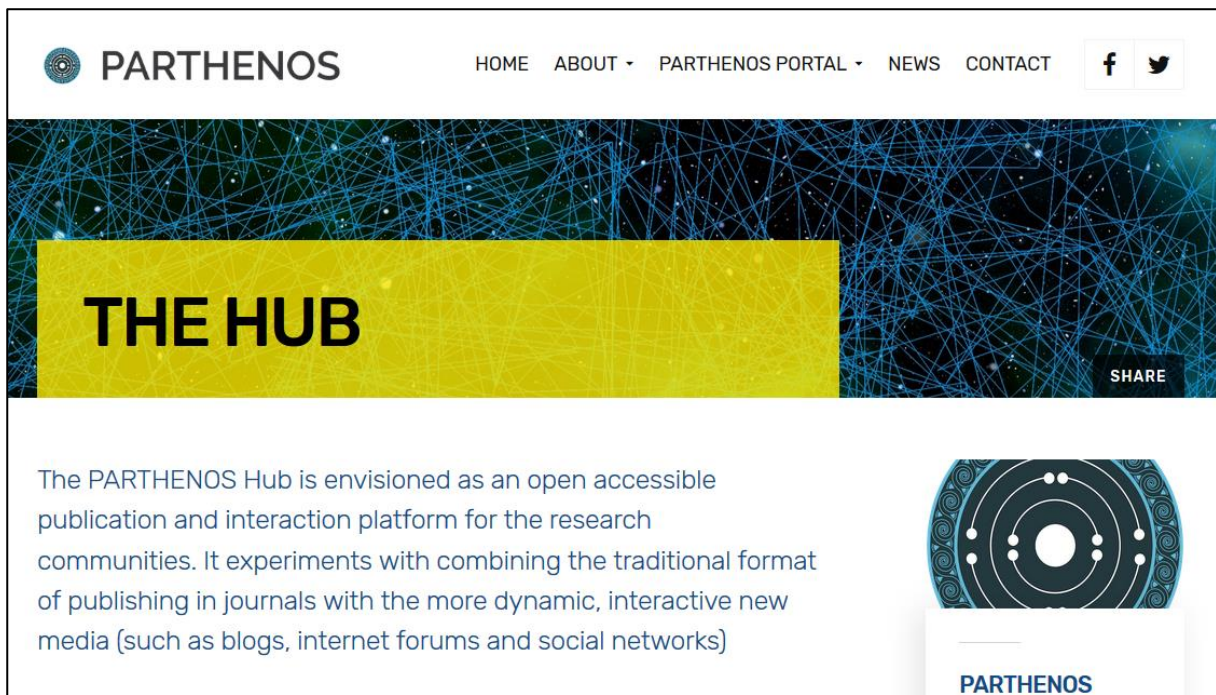 PARTHENOS
HOME ABOUT PARTHENOS PORTAL NEWS CONTACT
THE HUB
SHARE
The PARTHENOS Hub is envisioned as an open accessible
publication and interaction platform for the research
communities. It experiments with combining the traditional format
of publishing in journals with the more dynamic, interactive new
media (such as blogs, internet forums and social networks)
PARTHENOS